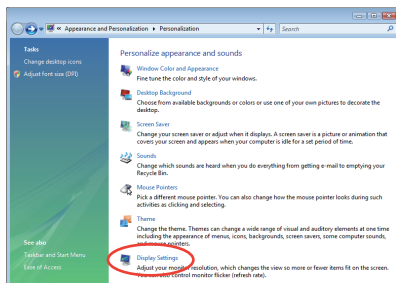 « Appearance and Personalization ▸ Personalization
Search
Tasks
Change desktop icons
Adjust font size (DPI)
See also
Taskbar and Start Menu
Ease of Access
Personalize appearance and sounds
Window Color and Appearance
Fine tune the color and style of your windows.
Desktop Background
Choose from available backgrounds or colors or use one of your own pictures to decorate the
desktop.
Screen Saver
Change your screen saver or adjust when it displays. A screen saver is a picture or animation that
covers your screen and appears when your computer is idle for a set period of time.
Sounds
Change which sounds are heard when you do everything from getting e-mail to emptying your
Recycle Bin.
Mouse Pointers
Pick a different mouse pointer. You can also change how the mouse pointer looks during such
activities as clicking and selecting.
Theme
Change the theme. Themes can change a wide range of visual and auditory elements at one time
including the appearance of menus, icons, backgrounds, screen savers, some computer sounds,
and mouse pointers.
Display Settings
Adjust your monitor resolution, which changes the view so more or fewer items fit on the screen.
You can also control monitor flicker (refresh rate).